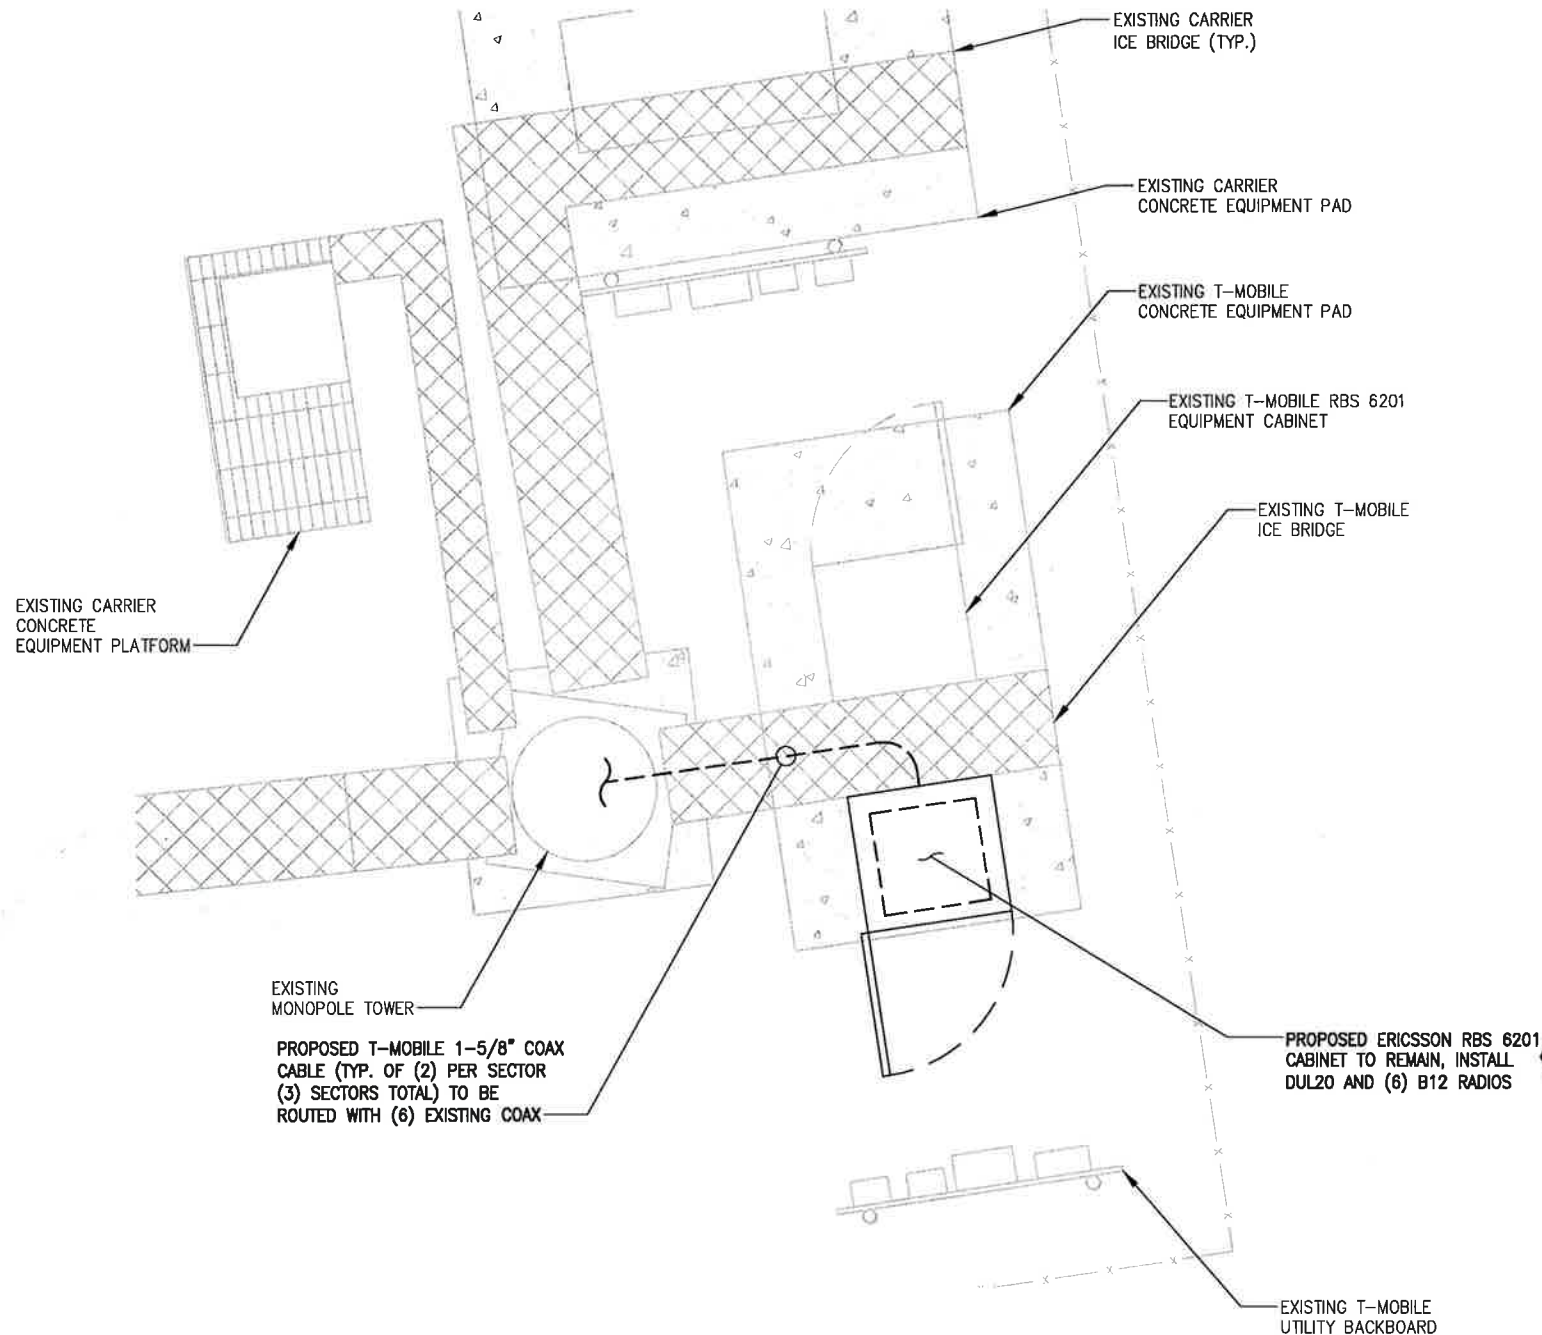 EXISTING CARRIER
ICE BRIDGE (TYP.)
EXISTING CARRIER
CONCRETE EQUIPMENT PAD
EXISTING T-MOBILE
CONCRETE EQUIPMENT PAD
EXISTING T-MOBILE RBS 6201
EQUIPMENT CABINET
EXISTING T-MOBILE
ICE BRIDGE
EXISTING CARRIER
CONCRETE
EQUIPMENT PLATFORM
EXISTING
MONOPOLE TOWER
PROPOSED T-MOBILE 1-5/8" COAX
CABLE (TYP. OF (2) PER SECTOR
(3) SECTORS TOTAL) TO BE
ROUTED WITH (6) EXISTING COAX
PROPOSED ERICSSON RBS 6201
CABINET TO REMAIN, INSTALL
DUL20 AND (6) B12 RADIOS
EXISTING T-MOBILE
UTILITY BACKBOARD